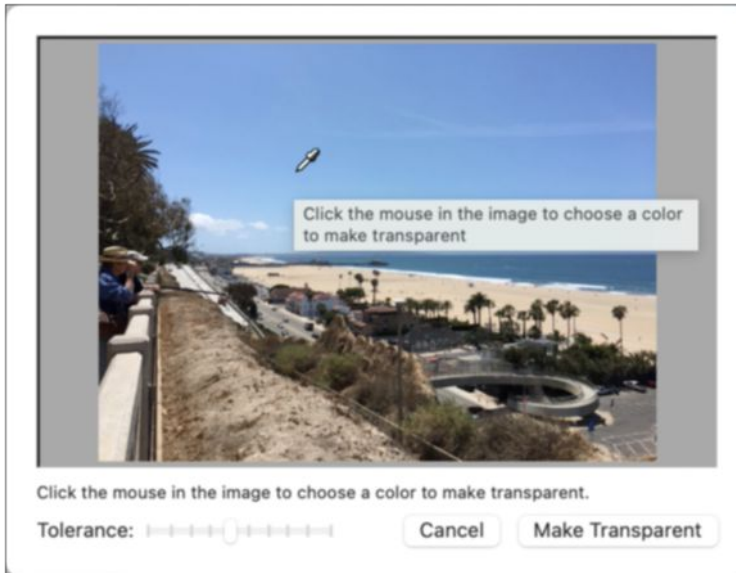 Click the mouse in the image to choose a color
to make transparent
Click the mouse in the image to choose a color to make transparent.
Tolerance:
Cancel
Make Transparent